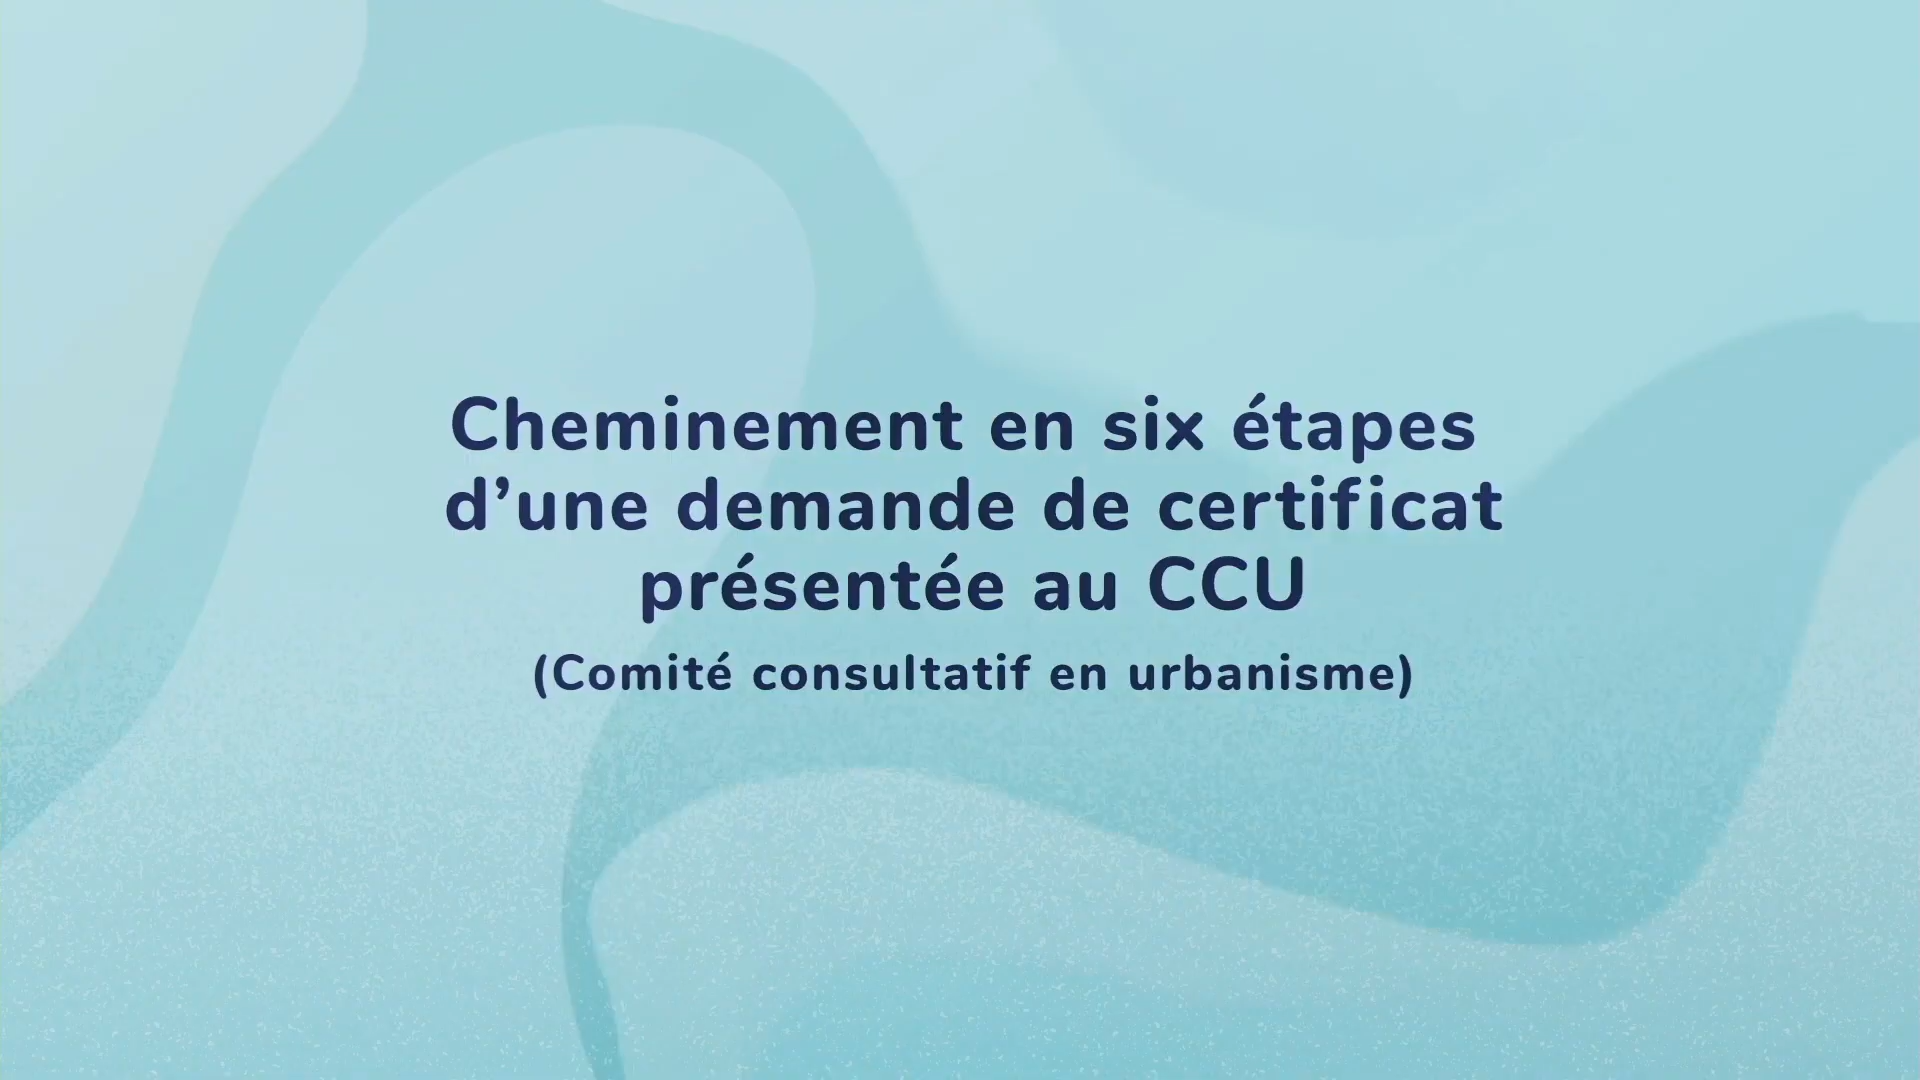 Cheminement en six étapes
d’une demande de certificat
présentée au CCU
(Comité consultatif en urbanisme)